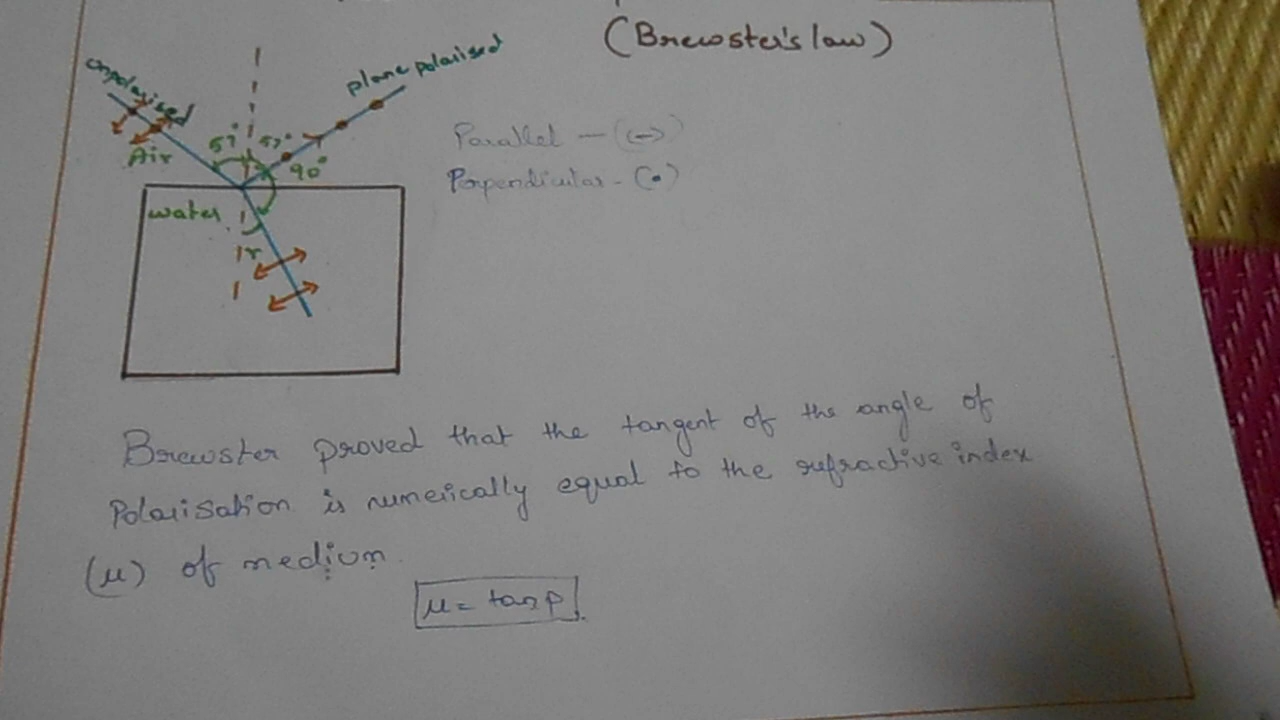 (Brewster's law)
unpolarised
plane polarised
Air
57° 57°
90°
water
r
Parallel - (↔)
Perpendicular - (•)
Brewster proved that the tangent of the angle of
Polarisation is numerically equal to the refractive index
(μ) of medium.
μ = tan p